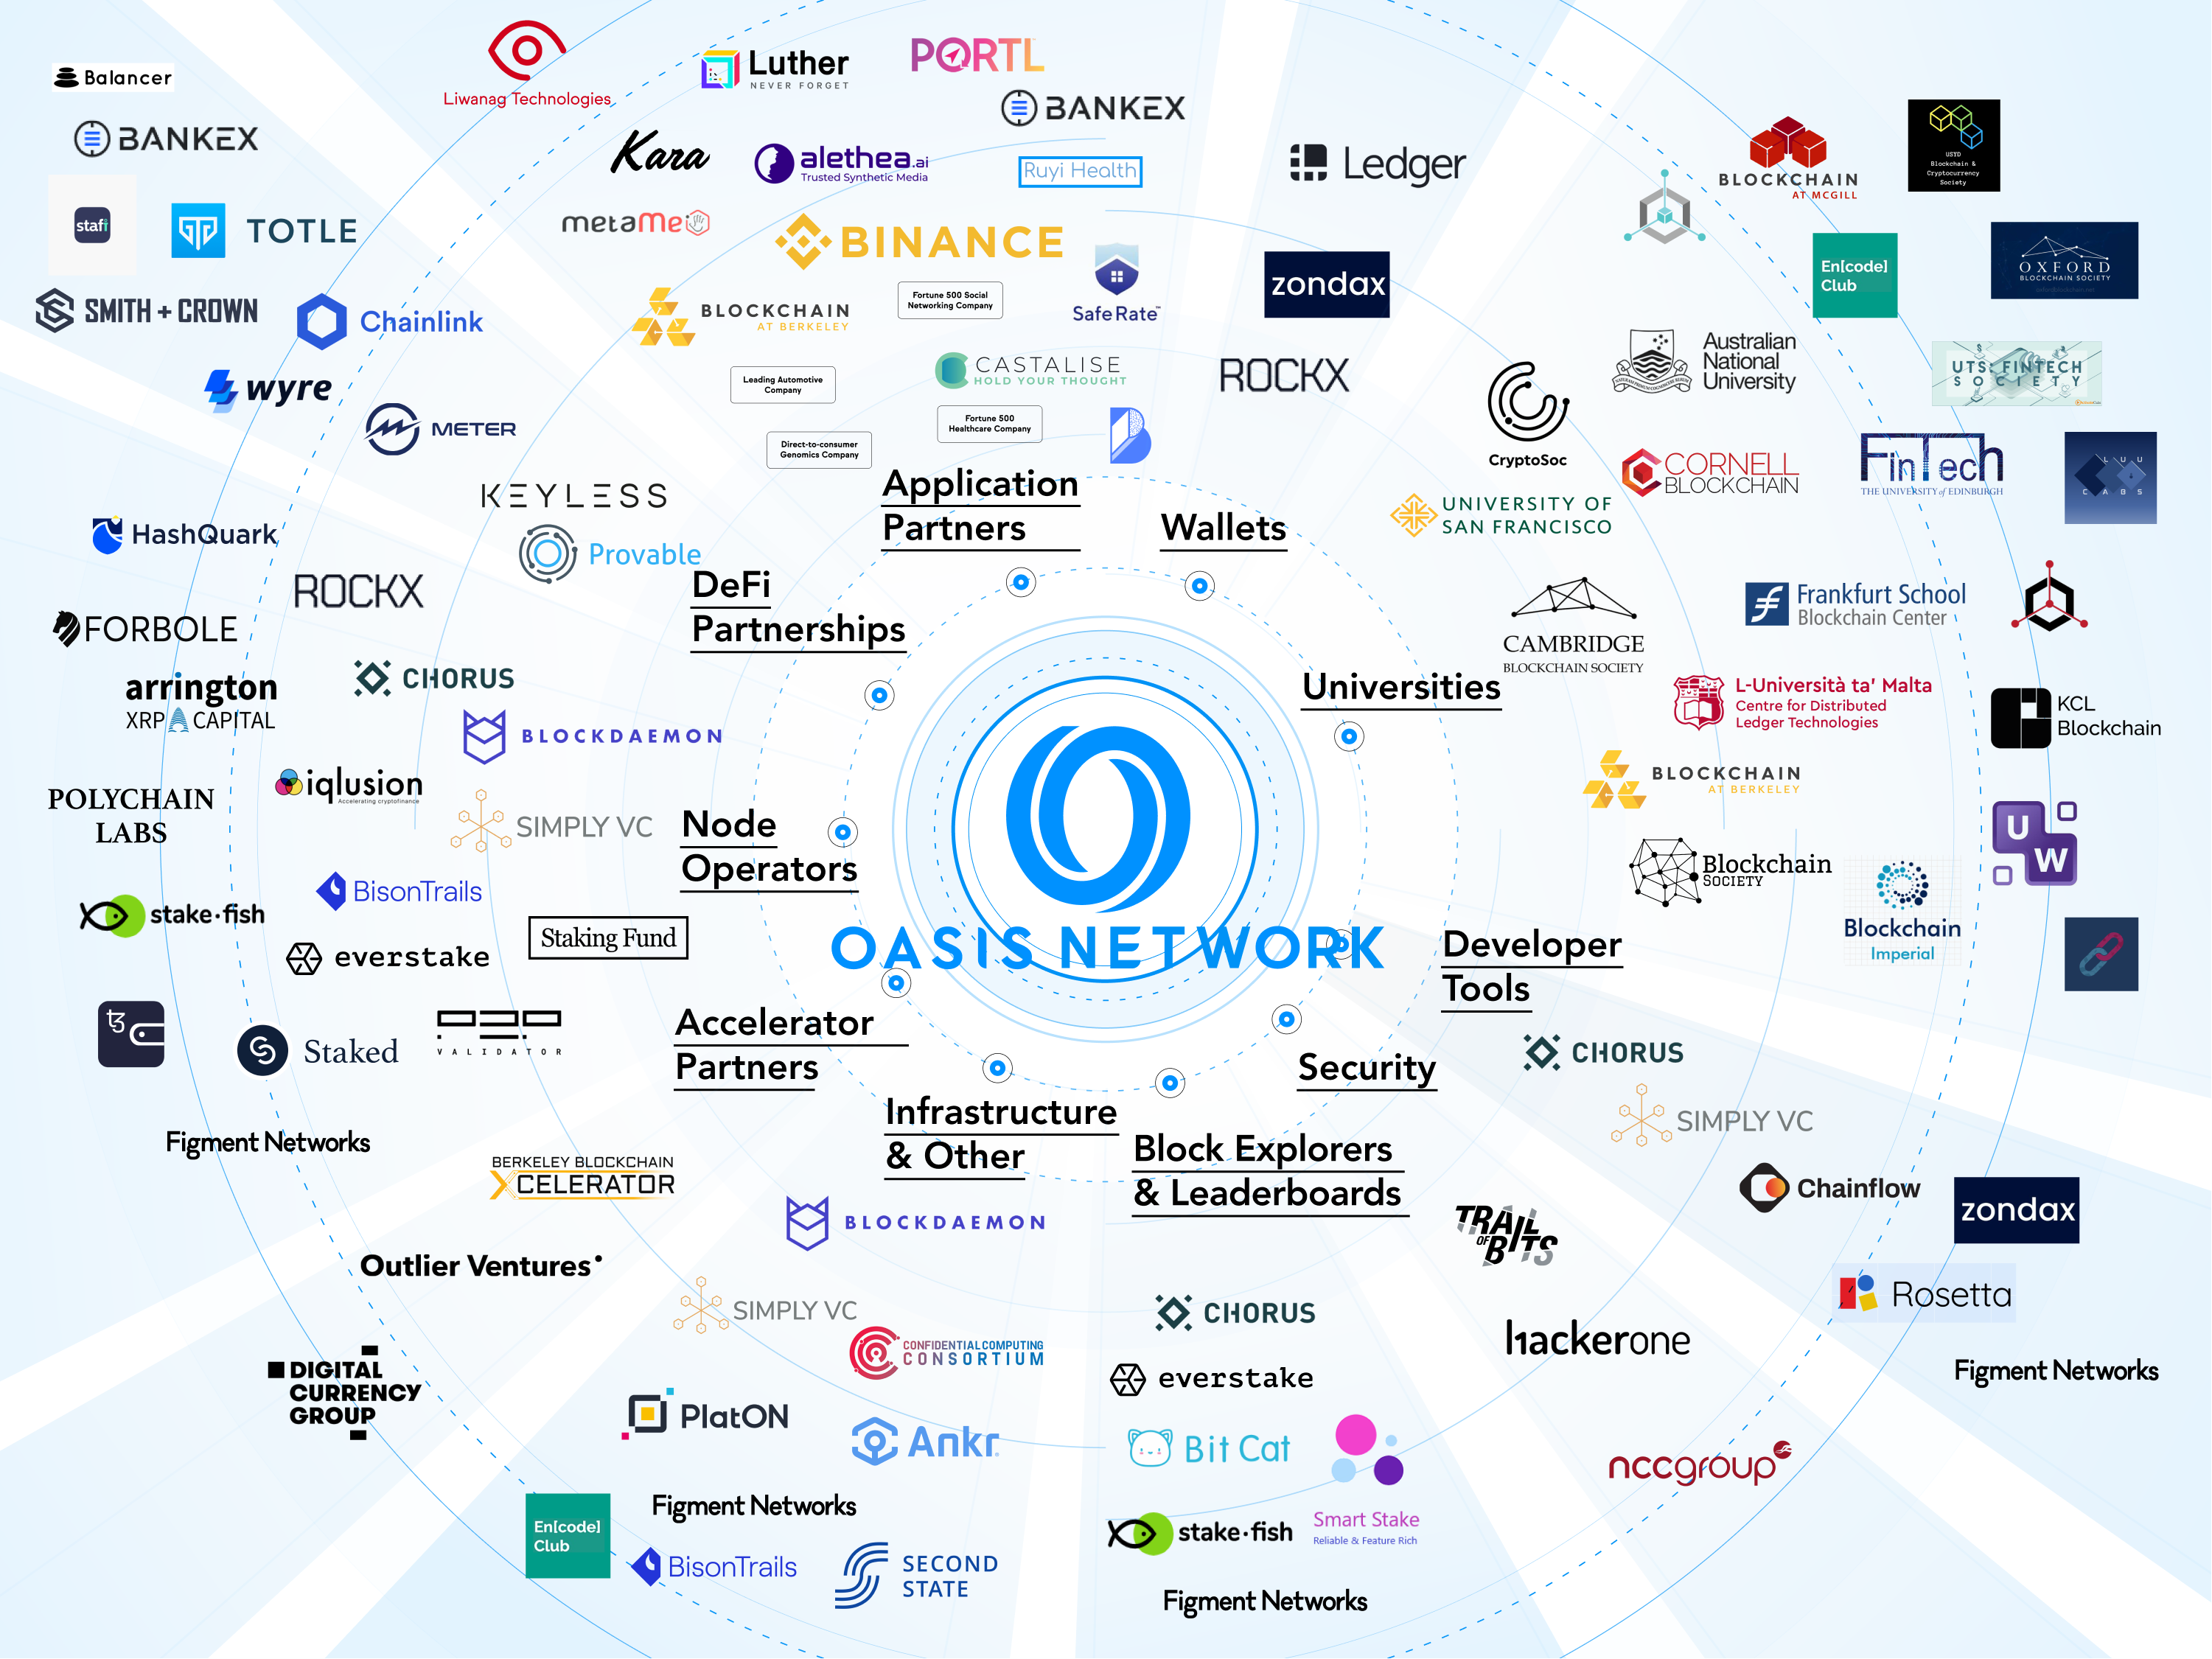 Balancer
BANKEX
stafi
TOTLE
SMITH + CROWN
Chainlink
wyre
METER
KEYLESS
Provable
DeFi
Partnerships
Liwanag Technologies
Luther
NEVER FORGET
PORTL
BANKEX
Kara
alethea.ai
Trusted Synthetic Media
Ruyi Health
metaMe
BINANCE
BLOCKCHAIN
AT BERKELEY
Fortune 500 Social
Networking Company
SafeRate™
Leading Automotive
Company
CASTALISE
HOLD YOUR THOUGHT
Fortune 500
Healthcare Company
Direct-to-consumer
Genomics Company
Application
Partners
Ledger
zondax
ROCKX
Wallets
BLOCKCHAIN
AT MCGILL
USYD
Blockchain &
Cryptocurrency
Society
En[code]
Club
OXFORD
BLOCKCHAIN SOCIETY
Australian
National
University
UTS: FINTECH
SOCIETY
CryptoSoc
CORNELL
BLOCKCHAIN
FinTech
THE UNIVERSITY of EDINBURGH
LUU
CABS
UNIVERSITY OF
SAN FRANCISCO
CAMBRIDGE
BLOCKCHAIN SOCIETY
Frankfurt School
Blockchain Center
Universities
L-Università ta' Malta
Centre for Distributed
Ledger Technologies
KCL
Blockchain
BLOCKCHAIN
AT BERKELEY
U
W
Blockchain
SOCIETY
Blockchain
Imperial
HashQuark
ROCKX
FORBOLE
CHORUS
arrington
XRP CAPITAL
BLOCKDAEMON
iqlusion
Accelerating cryptofinance
POLYCHAIN
LABS
SIMPLY VC
Node
Operators
BisonTrails
stake·fish
Staking Fund
everstake
Staked
VALIDATOR
Figment Networks
OASIS NETWORK
Developer
Tools
CHORUS
SIMPLY VC
Chainflow
zondax
Rosetta
Figment Networks
Accelerator
Partners
BERKELEY BLOCKCHAIN
XCELERATOR
Outlier Ventures
DIGITAL
CURRENCY
GROUP
Infrastructure
& Other
BLOCKDAEMON
SIMPLY VC
CONFIDENTIAL COMPUTING
CONSORTIUM
PlatON
Ankr
Figment Networks
En[code]
Club
BisonTrails
SECOND
STATE
Block Explorers
& Leaderboards
CHORUS
everstake
Bit Cat
stake·fish
Smart Stake
Reliable & Feature Rich
Figment Networks
Security
TRAIL
OF
BITS
hackerone
nccgroup